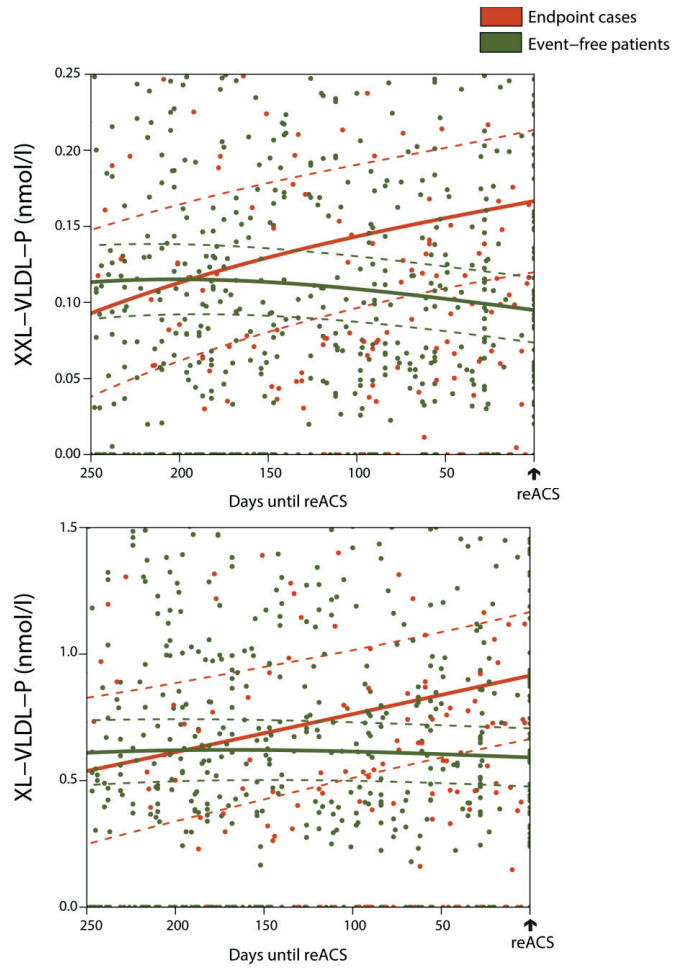 Endpoint cases
Event–free patients
XXL–VLDL–P (nmol/l)
0.25
0.20
0.15
0.10
0.05
0.00
250 200 150 100 50
Days until reACS
reACS
XL–VLDL–P (nmol/l)
1.5
1.0
0.5
0.0
250 200 150 100 50
Days until reACS
reACS